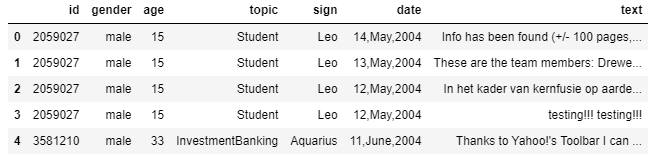 id gender age topic sign date text
0 2059027 male 15 Student Leo 14,May,2004 Info has been found (+/- 100 pages,...
1 2059027 male 15 Student Leo 13,May,2004 These are the team members: Drewe...
2 2059027 male 15 Student Leo 12,May,2004 In het kader van kernfusie op aarde...
3 2059027 male 15 Student Leo 12,May,2004 testing!!! testing!!!
4 3581210 male 33 InvestmentBanking Aquarius 11,June,2004 Thanks to Yahoo!'s Toolbar I can ...